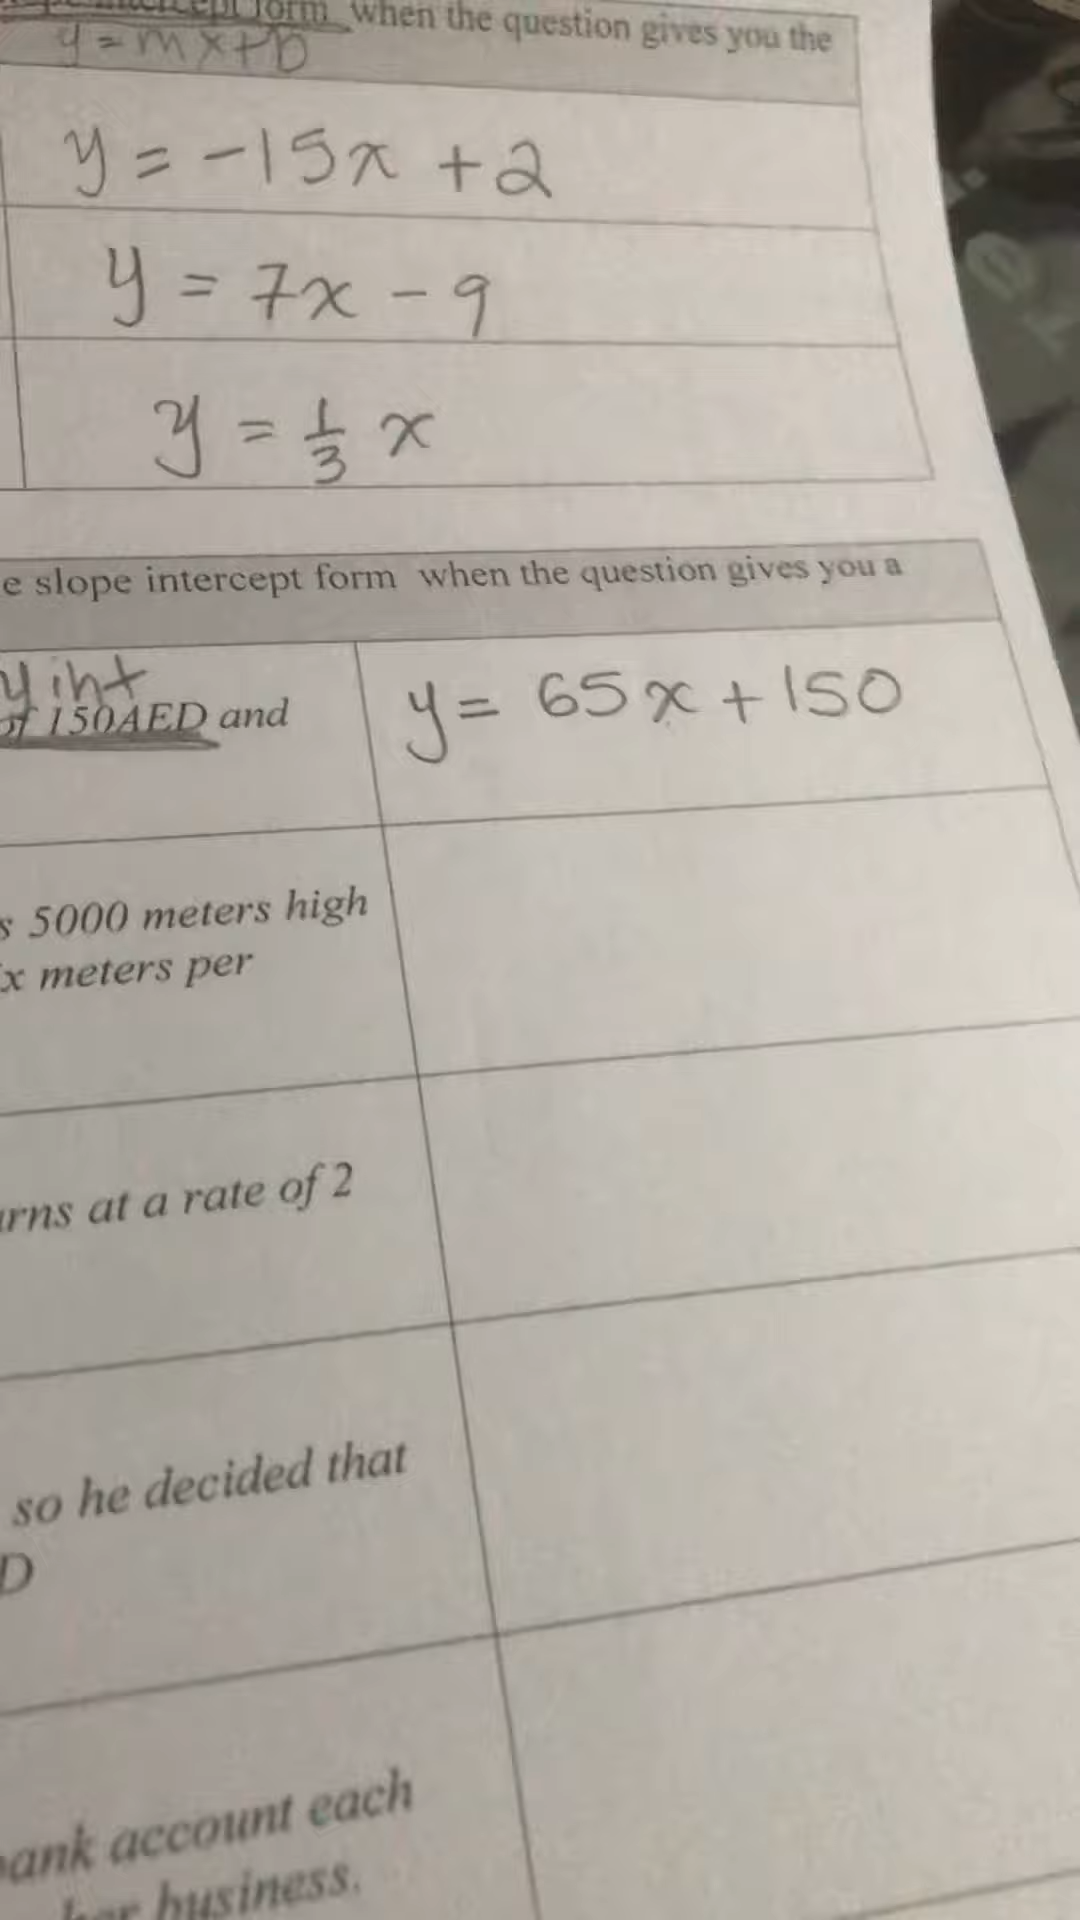 form when the question gives you the
y = mx+b
y = -15x +2
y = 7x - 9
y = 1/3 x
slope intercept form when the question gives you a
y int
of 150AED and
y = 65x + 150
5000 meters high
meters per
at a rate of 2
so he decided that
account each
business.